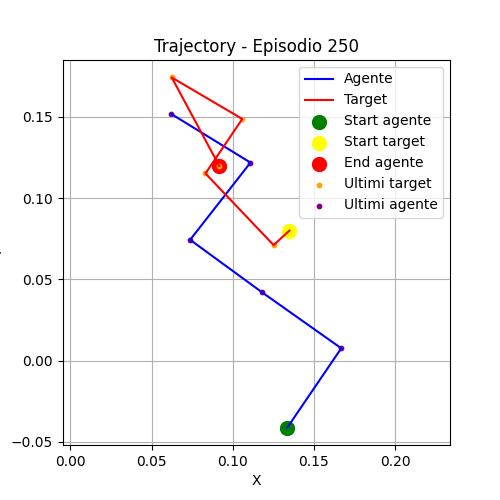 Trajectory - Episodio 250
Agente
Target
Start agente
Start target
End agente
Ultimi target
Ultimi agente
0.15
0.10
0.05
0.00
−0.05
0.00
0.05
0.10
0.15
0.20
X